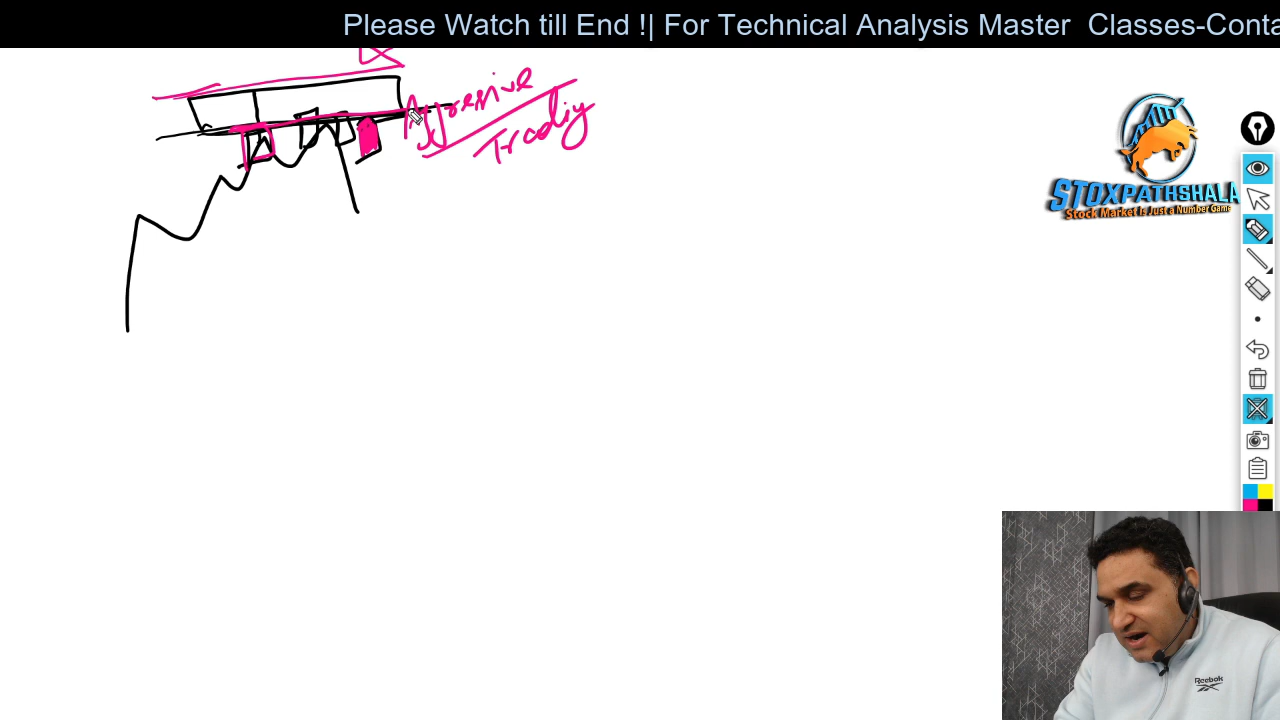 Please Watch till End !| For Technical Analysis Master Classes-Conta
Aggressive
Trading
STOXPATHSHALA
Stock Market is Just a Number Game
Reebok